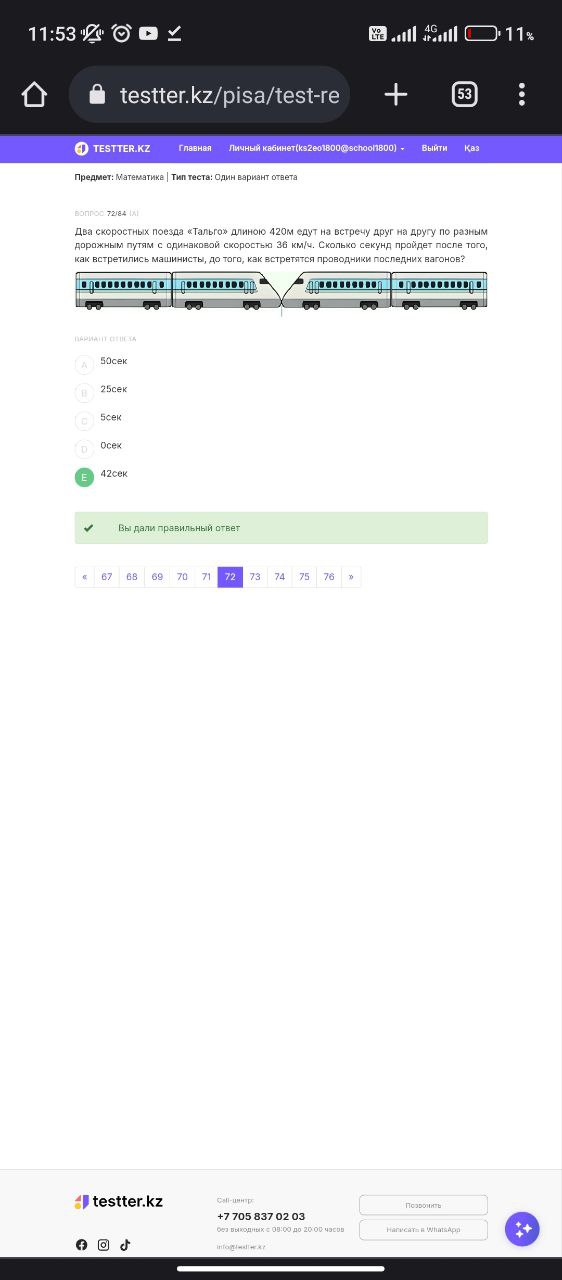 11:53
Vo LTE 4G 11%
testter.kz/pisa/test-re
53
TESTTER.KZ Главная Личный кабинет(ks2eo1800@school1800) Выйти Қаз
Предмет: Математика | Тип теста: Один вариант ответа
ВОПРОС 72/84 (A)
Два скоростных поезда «Тальго» длиною 420м едут на встречу друг на другу по разным
дорожным путям с одинаковой скоростью 36 км/ч. Сколько секунд пройдет после того,
как встретились машинисты, до того, как встретятся проводники последних вагонов?
ВАРИАНТ ОТВЕТА
A 50сек
B 25сек
C 5сек
D 0сек
E 42сек
Вы дали правильный ответ
« 67 68 69 70 71 72 73 74 75 76 »
testter.kz
Call-центр:
+7 705 837 02 03
без выходных с 08:00 до 20:00 часов
info@testter.kz
Позвонить
Написать в WhatsApp